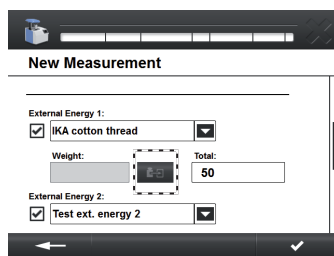 New Measurement
External Energy 1:
IKA cotton thread
Weight: Total:
50
External Energy 2:
Test ext. energy 2